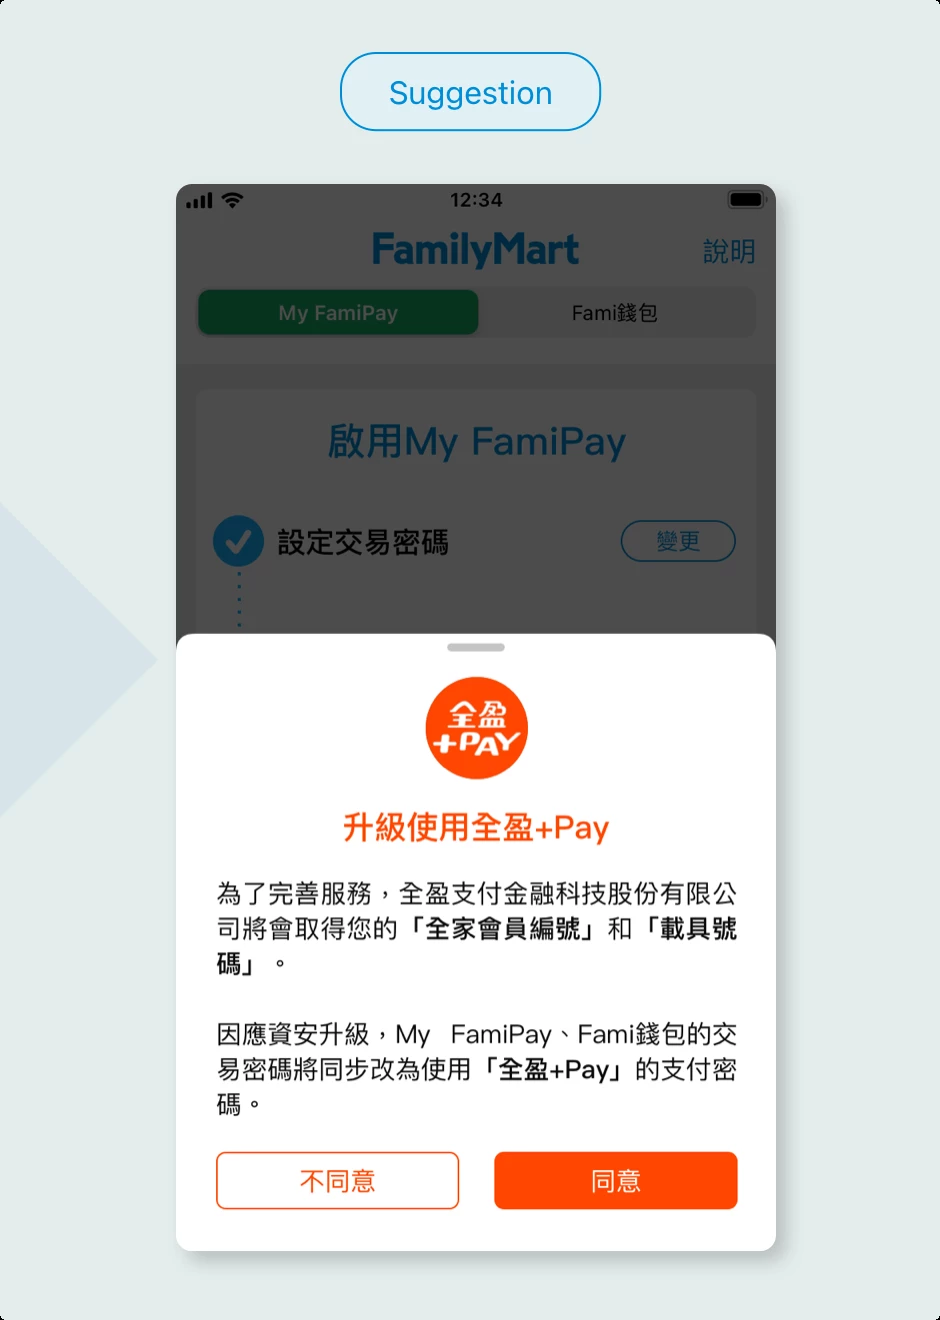 Suggestion
12:34
FamilyMart
說明
My FamiPay
Fami錢包
啟用My FamiPay
設定交易密碼
變更
全盈
+PAY
升級使用全盈+Pay
為了完善服務，全盈支付金融科技股份有限公
司將會取得您的「全家會員編號」和「載具號
碼」。
因應資安升級，My FamiPay、Fami錢包的交
易密碼將同步改為使用「全盈+Pay」的支付密
碼。
不同意
同意